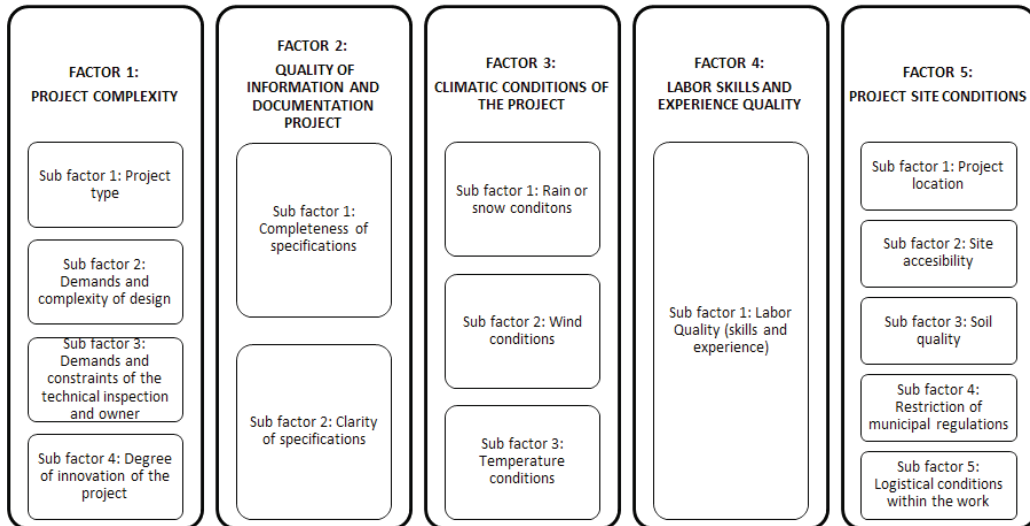 FACTOR 1:
PROJECT COMPLEXITY
Sub factor 1: Project
type
Sub factor 2:
Demands and
complexity of design
Sub factor 3:
Demands and
constraints of the
technical inspection
and owner
Sub factor 4: Degree
of innovation of the
project
FACTOR 2:
QUALITY OF
INFORMATION AND
DOCUMENTATION
PROJECT
Sub factor 1:
Completeness of
specifications
Sub factor 2: Clarity
of specifications
FACTOR 3:
CLIMATIC CONDITIONS OF
THE PROJECT
Sub factor 1: Rain or
snow conditons
Sub factor 2: Wind
conditions
Sub factor 3:
Temperature
conditions
FACTOR 4:
LABOR SKILLS AND
EXPERIENCE QUALITY
Sub factor 1: Labor
Quality (skills and
experience)
FACTOR 5:
PROJECT SITE CONDITIONS
Sub factor 1: Project
location
Sub factor 2: Site
accesibility
Sub factor 3: Soil
quality
Sub factor 4:
Restriction of
municipal regulations
Sub factor 5:
Logistical conditions
within the work